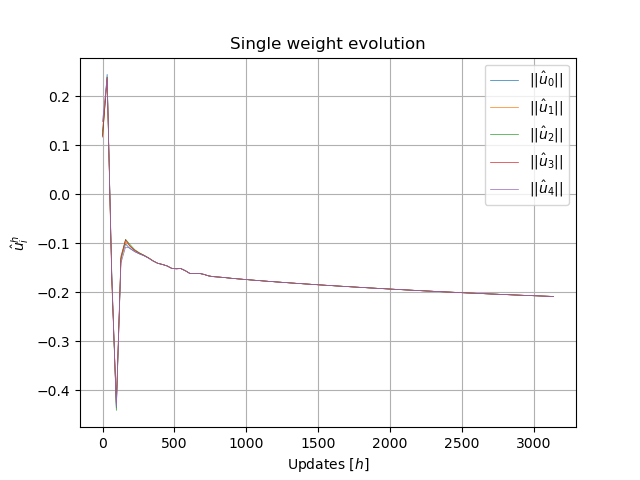 Single weight evolution
0.2
0.1
0.0
−0.1
−0.2
−0.3
−0.4
û_i^h
||û_0||
||û_1||
||û_2||
||û_3||
||û_4||
0 500 1000 1500 2000 2500 3000
Updates [h]